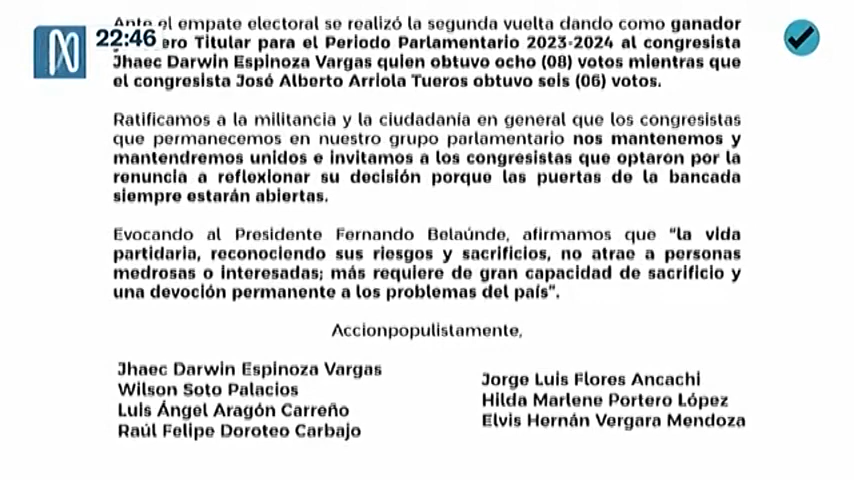 Ante el empate electoral se realizó la segunda vuelta dando como ganador
22:46
Titular para el Periodo Parlamentario 2023-2024 al congresista
Jhaec Darwin Espinoza Vargas quien obtuvo ocho (08) votos mientras que
el congresista José Alberto Arriola Tueros obtuvo seis (06) votos.
Ratificamos a la militancia y la ciudadanía en general que los congresistas
que permanecemos en nuestro grupo parlamentario nos mantenemos y
mantendremos unidos e invitamos a los congresistas que optaron por la
renuncia a reflexionar su decisión porque las puertas de la bancada
siempre estarán abiertas.
Evocando al Presidente Fernando Belaúnde, afirmamos que "la vida
partidaria, reconociendo sus riesgos y sacrificios, no atrae a personas
medrosas o interesadas; más requiere de gran capacidad de sacrificio y
una devoción permanente a los problemas del país".
Accionpopulistamente,
Jhaec Darwin Espinoza Vargas
Wilson Soto Palacios
Luis Ángel Aragón Carreño
Raúl Felipe Doroteo Carbajo
Jorge Luis Flores Ancachi
Hilda Marlene Portero López
Elvis Hernán Vergara Mendoza